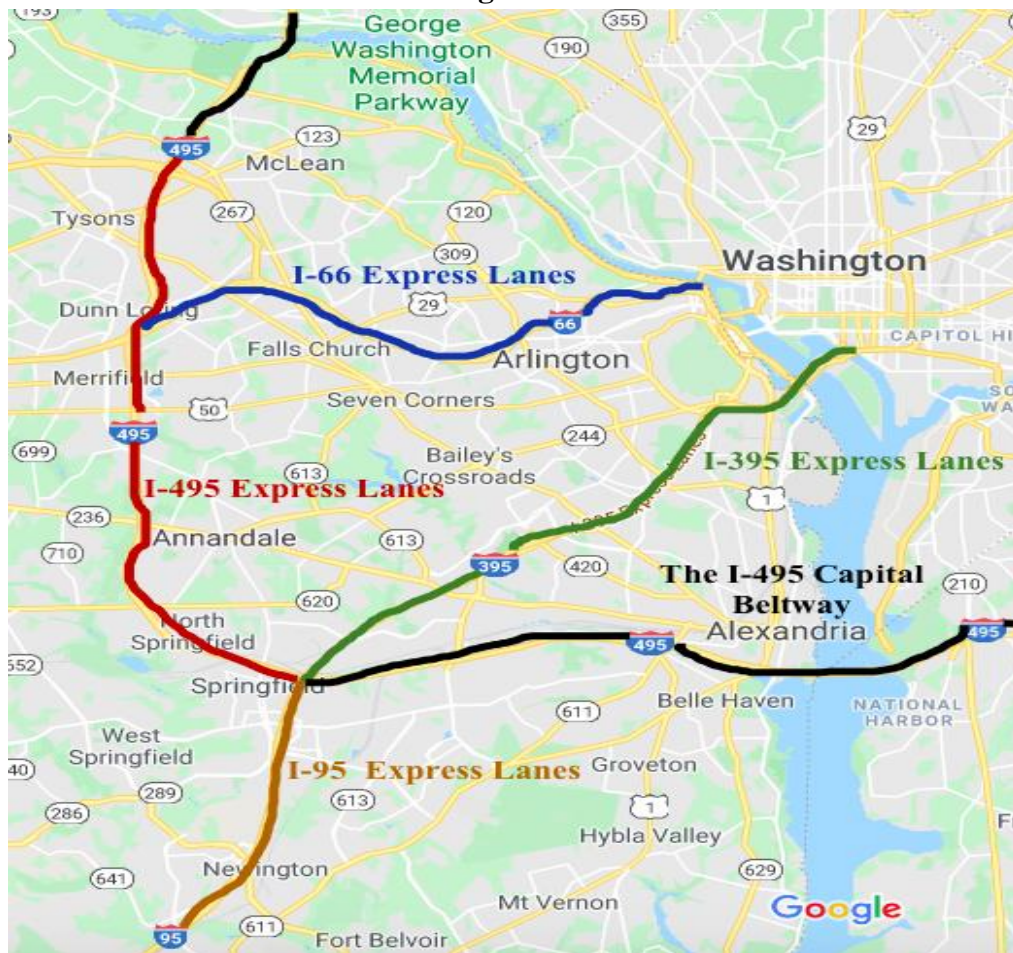 193
George
Washington
Memorial
Parkway
355
190
29
495
123
McLean
Tysons
267
120
309
Washington
I-66 Express Lanes
29
Dunn Loring
66
Falls Church
Arlington
CAPITOL HI
Merrifield
Seven Corners
50
495
699
244
Bailey's
Crossroads
613
I-395 Express Lanes
I-495 Express Lanes
1
236
Annandale
613
710
395
420
The I-495 Capital
Beltway
210
620
North
Springfield
Alexandria
495
495
652
Springfield
Belle Haven
NATIONAL
HARBOR
611
West
Springfield
I-95 Express Lanes
Groveton
40
289
613
1
286
Hybla Valley
641
Newington
629
Mt Vernon
Google
95
611
Fort Belvoir